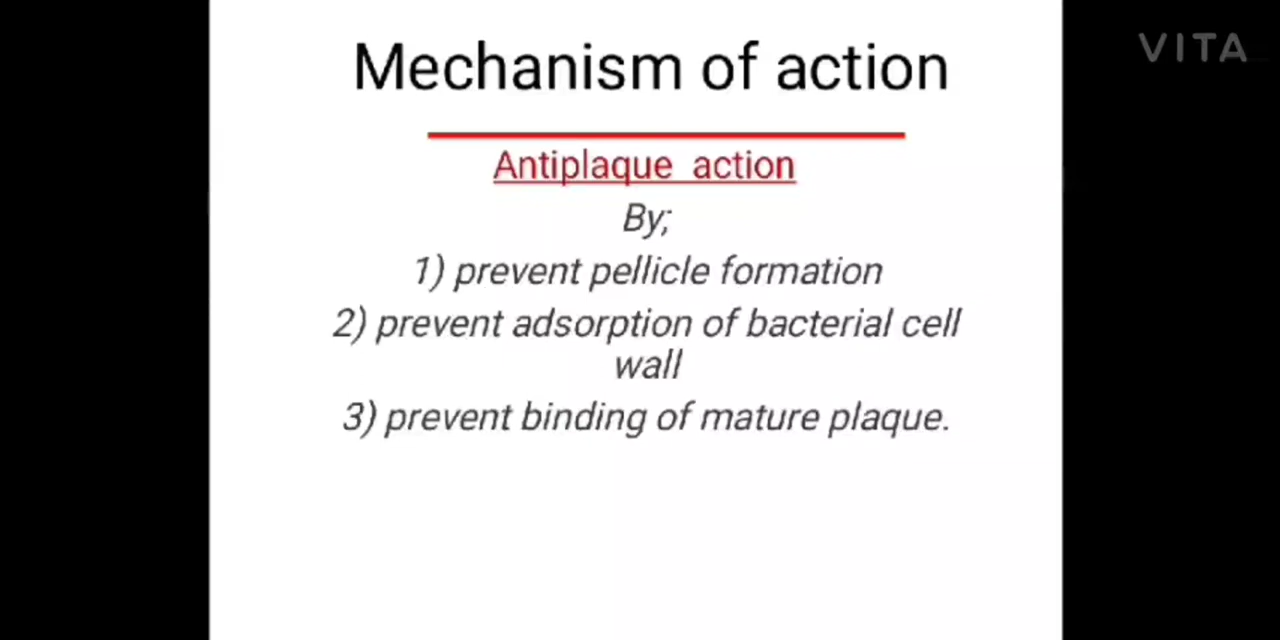 Mechanism of action
VITA
Antiplaque action
By;
1) prevent pellicle formation
2) prevent adsorption of bacterial cell
wall
3) prevent binding of mature plaque.